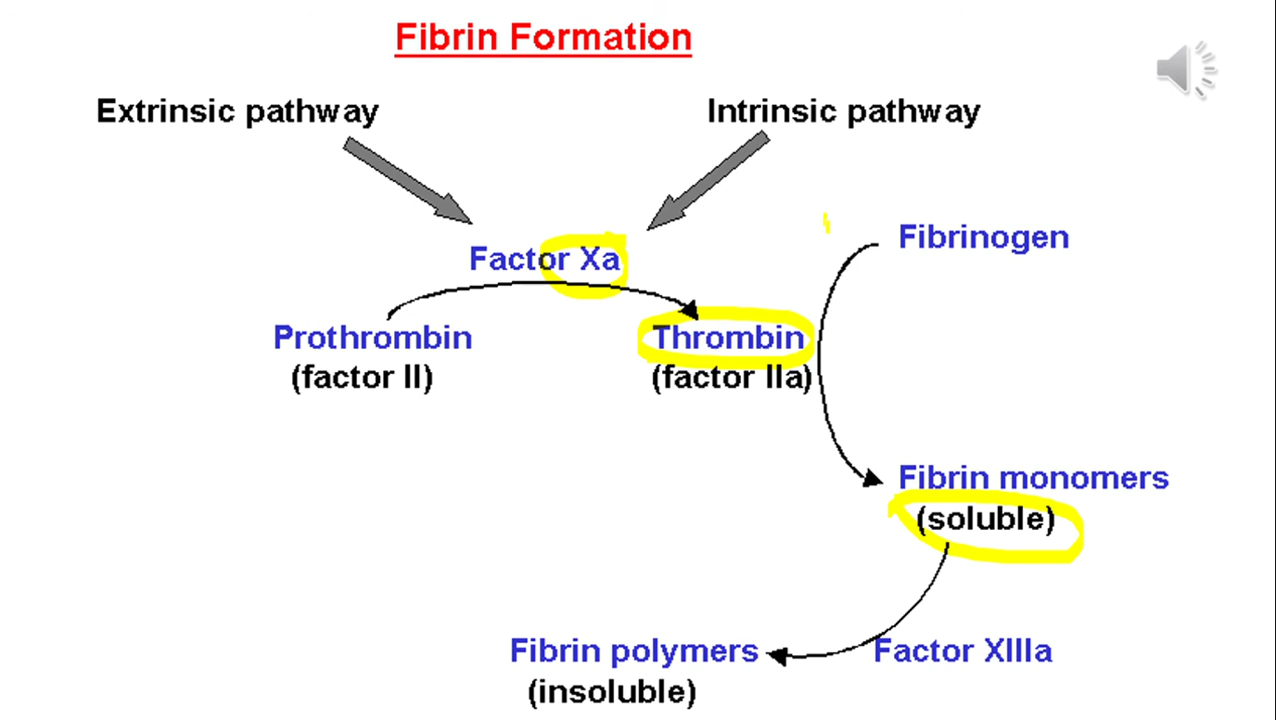 Fibrin Formation
Extrinsic pathway
Intrinsic pathway
Factor Xa
Fibrinogen
Prothrombin
(factor II)
Thrombin
(factor IIa)
Fibrin monomers
(soluble)
Fibrin polymers
(insoluble)
Factor XIIIa